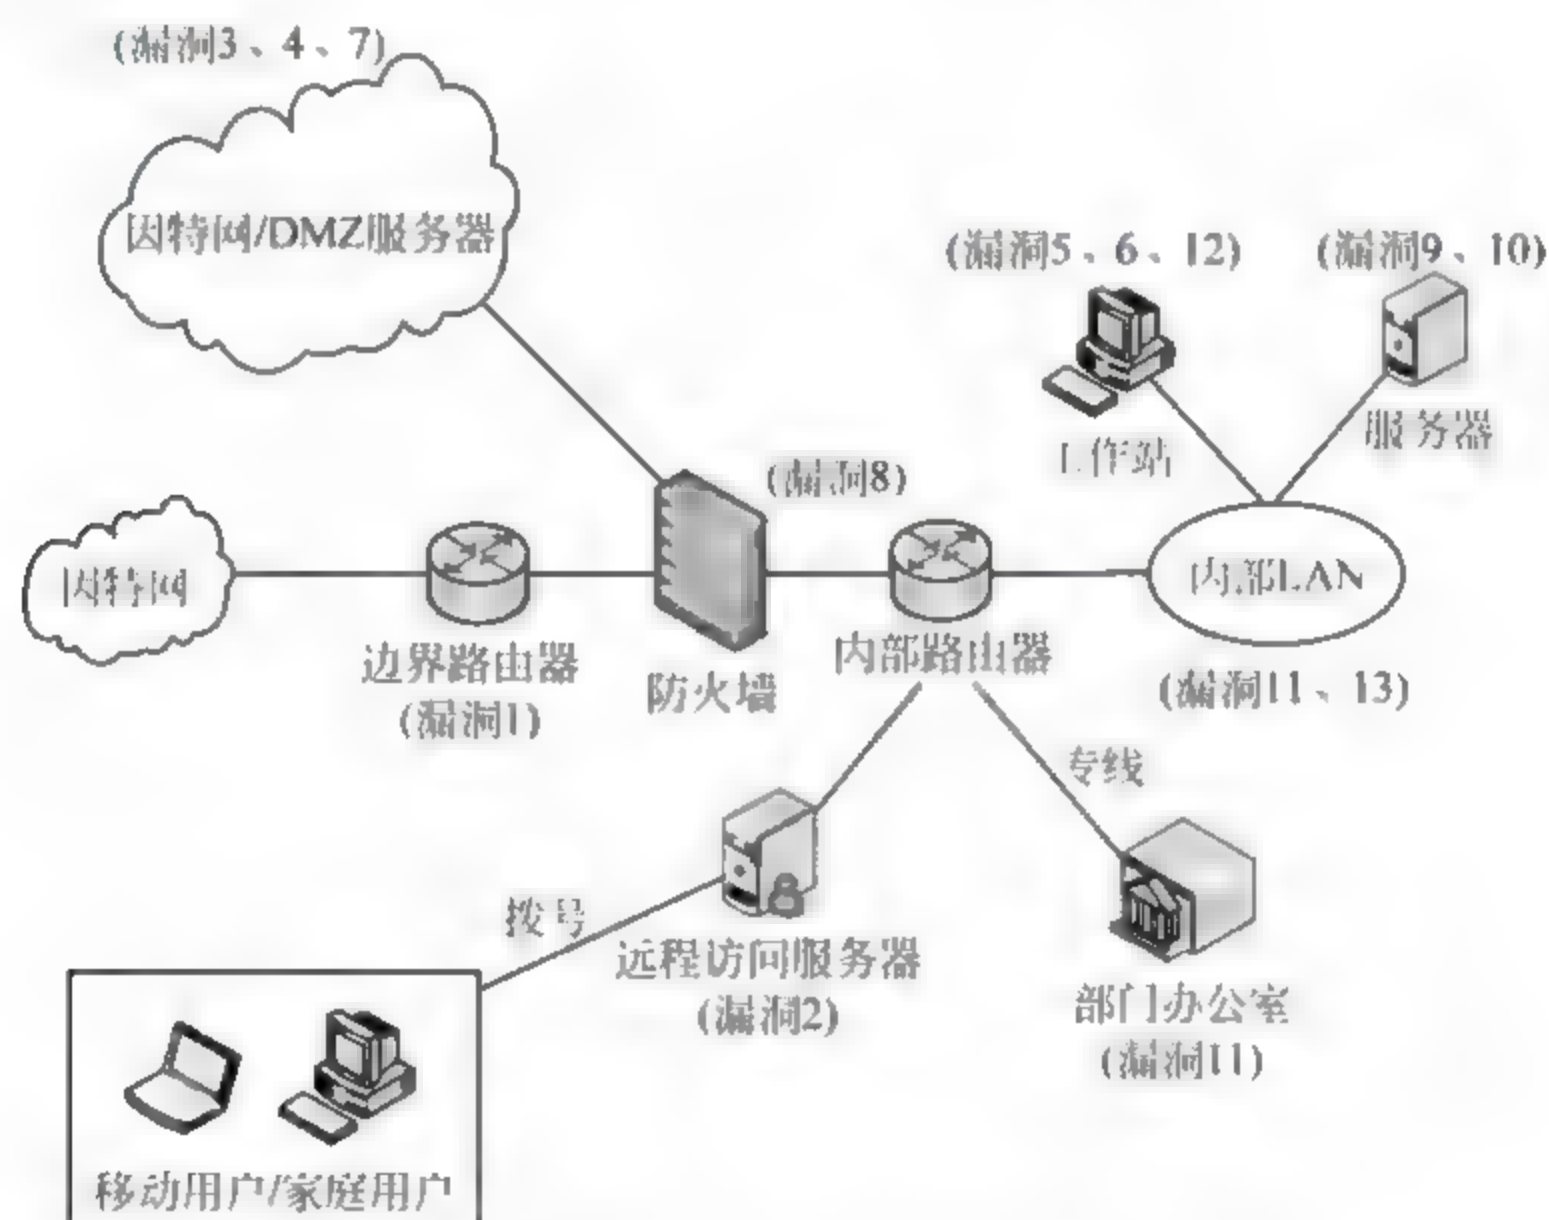 (漏洞3、4、7)
因特网/DMZ服务器
(漏洞5、6、12)
(漏洞9、10)
工作站
服务器
(漏洞8)
因特网
内部LAN
边界路由器
(漏洞1)
防火墙
内部路由器
(漏洞11、13)
专线
拨号
远程访问服务器
(漏洞2)
部门办公室
(漏洞11)
移动用户/家庭用户